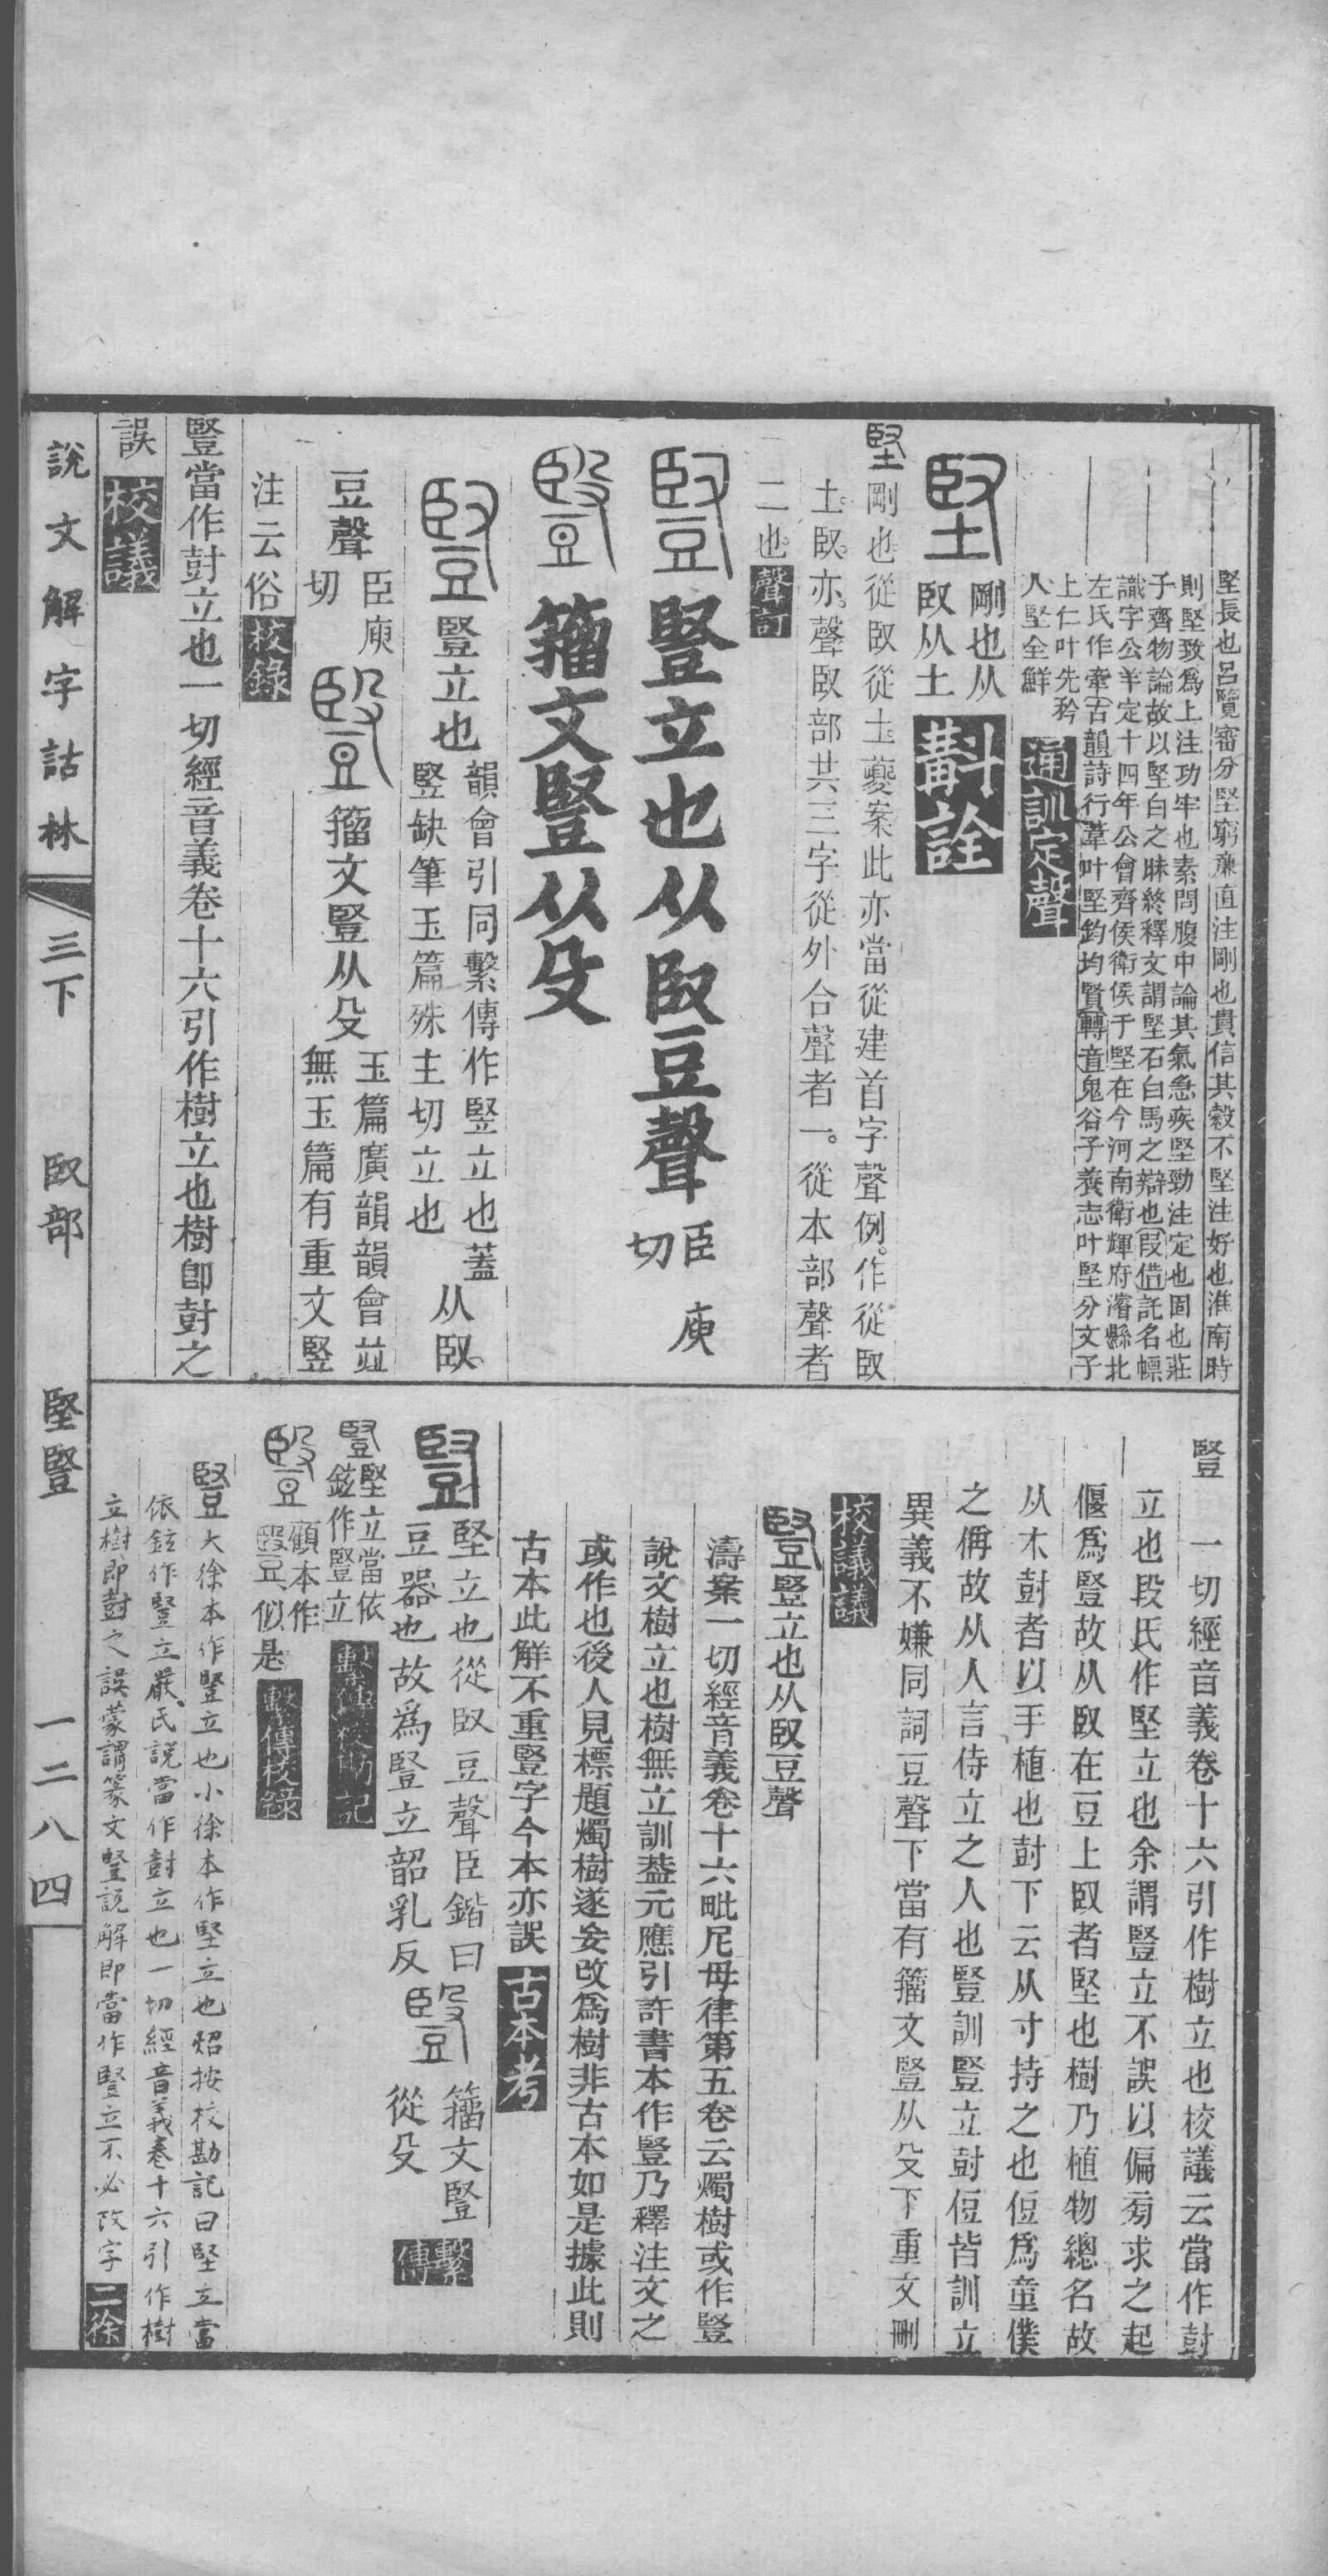 堅長也呂覽審分堅窮廉直注剛也貴信其穀不堅注好也淮南時
則堅致爲上注功牢也素問腹中論其氣急疾堅勁注定也固也莊
子齊物論故以堅白之昧終釋文謂堅石白馬之辯也叚借託名幖
識字公羊定十四年公會齊侯衛侯于堅在今河南衛輝府濬縣北
左氏作牽古韻詩行葦叶堅鈞均賢轉音鬼谷子養志叶堅分文子
上仁叶先矜
人堅全鮮通訓定聲
堅
剛也从
臤从土
斠詮
堅剛也從臤從土夔案此亦當從建首字聲例作從臤
土臤亦聲臤部共三字從外合聲者一從本部聲者
二也聲訂
豎豎立也从臤豆聲臣庾切
籒文豎从殳
豎豎立也韻會引同繫傳作堅立也蓋
豎缺筆玉篇殊主切立也
从臤
豆聲臣庾切籒文豎从殳玉篇廣韻韻會竝
無玉篇有重文竪
注云俗校錄
豎當作尌立也一切經音義卷十六引作樹立也樹卽尌之
誤校議
說文解字詁林
三下
臤部
堅豎
一二八四
豎一切經音義卷十六引作樹立也校議云當作尌
立也段氏作堅立也余謂豎立不誤以偏旁求之起
偃爲豎故从臤在豆上臤者堅也樹乃植物總名故
从木尌者以手植也尌下云从寸持之也侸爲童僕
之偁故从人言侍立之人也豎訓豎立尌侸皆訓立
異義不嫌同詞豆聲下當有籒文豎从殳下重文刪
校議議
豎豎立也从臤豆聲
濤案一切經音義卷十六毗尼母律第五卷云燭樹或作豎
說文樹立也樹無立訓葢元應引許書本作豎乃釋注文之
或作也後人見標題燭樹遂妄改爲樹非古本如是據此則
古本此解不重豎字今本亦誤古本考
豎堅立也從臤豆聲臣鍇曰
豆器也故爲豎立韶乳反
籒文豎
從殳
繫傳
豎堅立當依
鉉作豎立
繫傳校勘記
顧本作
似是
繫傳校錄
豎大徐本作豎立也小徐本作堅立也炤按校勘記曰堅立當
依鉉作豎立嚴氏說當作尌立也一切經音義卷十六引作樹
立樹即尌之誤蒙謂篆文豎說解即當作豎立不必改字二徐